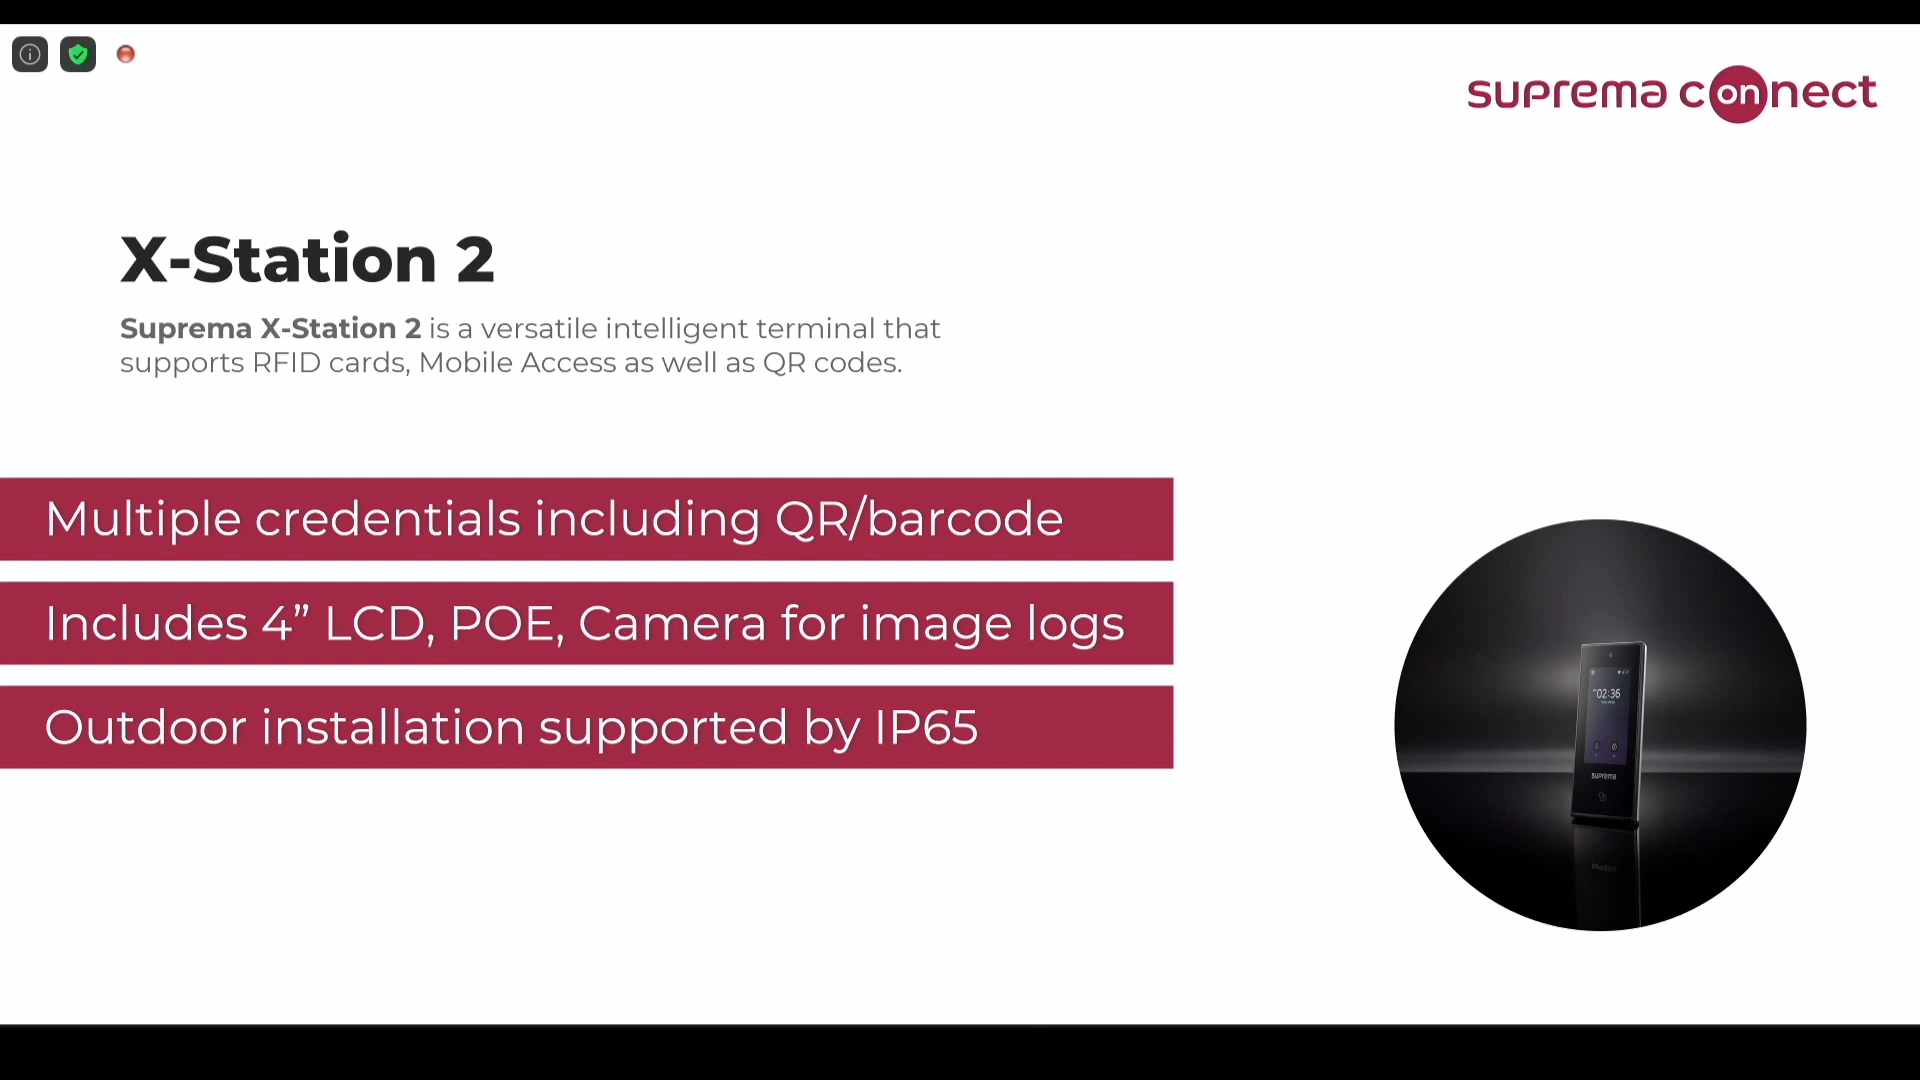 suprema connect
X-Station 2
Suprema X-Station 2 is a versatile intelligent terminal that
supports RFID cards, Mobile Access as well as QR codes.
Multiple credentials including QR/barcode
Includes 4” LCD, POE, Camera for image logs
Outdoor installation supported by IP65
02:36
suprema